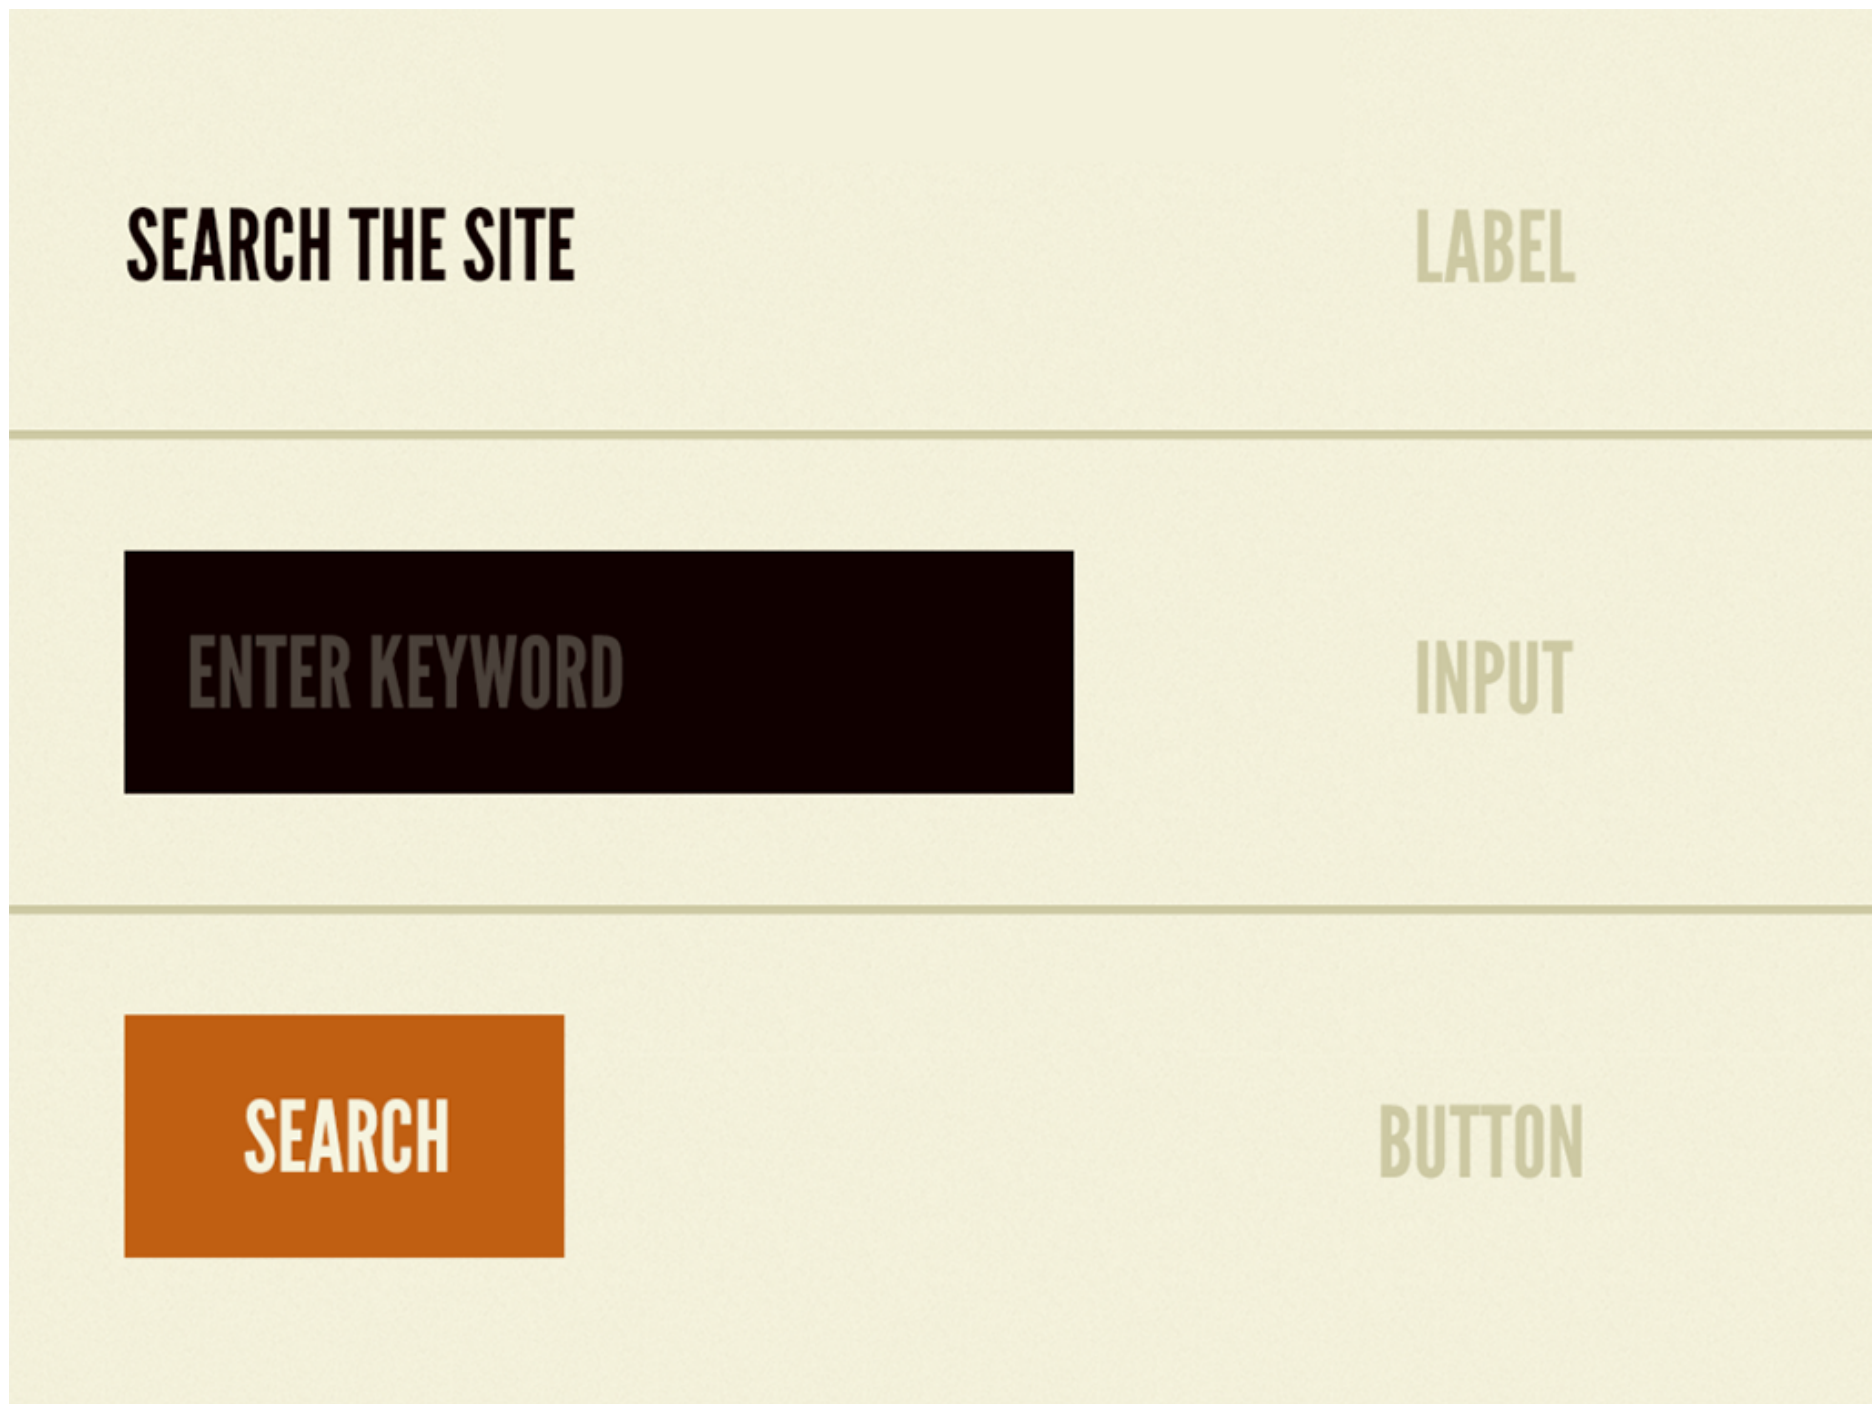 SEARCH THE SITE
LABEL
ENTER KEYWORD
INPUT
SEARCH
BUTTON